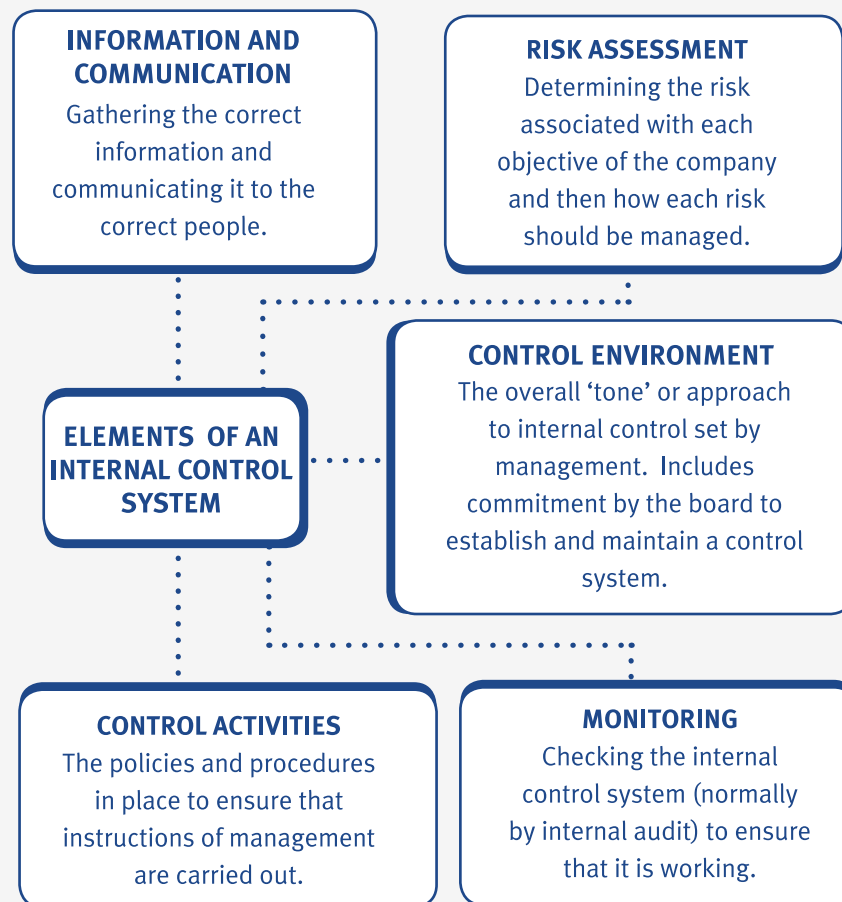 INFORMATION AND
COMMUNICATION
Gathering the correct
information and
communicating it to the
correct people.
RISK ASSESSMENT
Determining the risk
associated with each
objective of the company
and then how each risk
should be managed.
CONTROL ENVIRONMENT
The overall ‘tone’ or approach
to internal control set by
management. Includes
commitment by the board to
establish and maintain a control
system.
ELEMENTS OF AN
INTERNAL CONTROL
SYSTEM
CONTROL ACTIVITIES
The policies and procedures
in place to ensure that
instructions of management
are carried out.
MONITORING
Checking the internal
control system (normally
by internal audit) to ensure
that it is working.